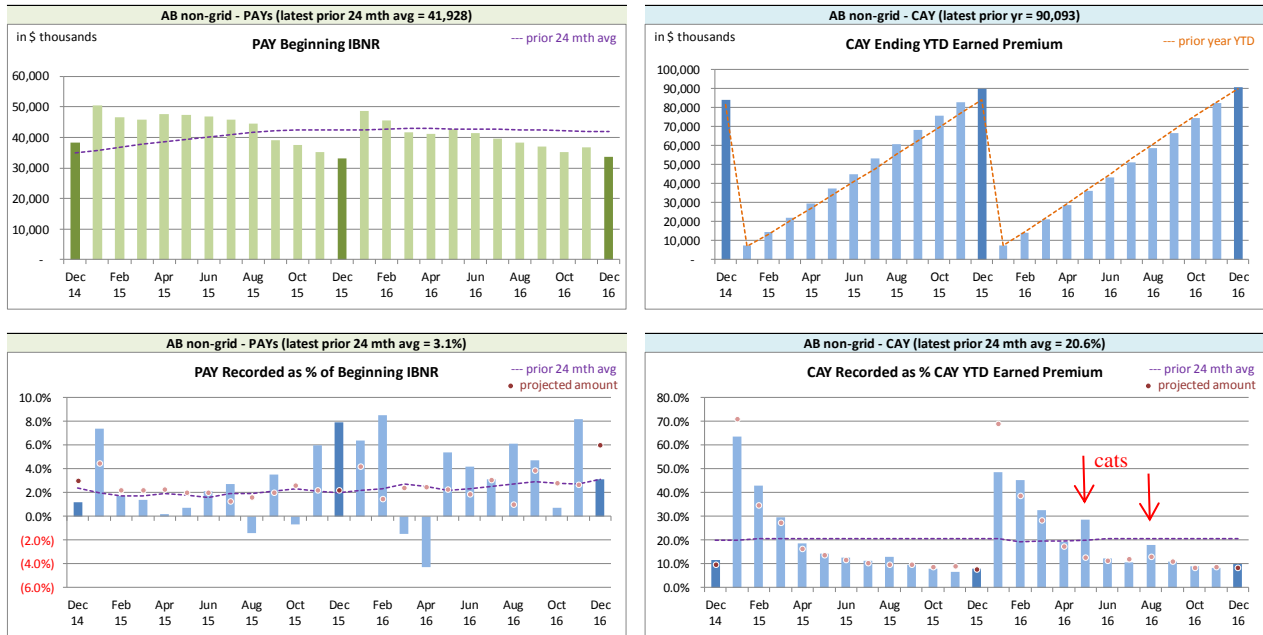 AB non-grid - PAYs (latest prior 24 mth avg = 41,928)
in $ thousands
PAY Beginning IBNR
--- prior 24 mth avg
60,000
50,000
40,000
30,000
20,000
10,000
-
Dec Feb Apr Jun Aug Oct Dec Feb Apr Jun Aug Oct Dec
14 15 15 15 15 15 15 16 16 16 16 16 16
AB non-grid - CAY (latest prior yr = 90,093)
in $ thousands
CAY Ending YTD Earned Premium
--- prior year YTD
100,000
90,000
80,000
70,000
60,000
50,000
40,000
30,000
20,000
10,000
-
Dec Feb Apr Jun Aug Oct Dec Feb Apr Jun Aug Oct Dec
14 15 15 15 15 15 15 16 16 16 16 16 16
AB non-grid - PAYs (latest prior 24 mth avg = 3.1%)
PAY Recorded as % of Beginning IBNR
--- prior 24 mth avg
projected amount
10.0%
8.0%
6.0%
4.0%
2.0%
0.0%
(2.0%)
(4.0%)
(6.0%)
Dec Feb Apr Jun Aug Oct Dec Feb Apr Jun Aug Oct Dec
14 15 15 15 15 15 15 16 16 16 16 16 16
AB non-grid - CAY (latest prior 24 mth avg = 20.6%)
CAY Recorded as % CAY YTD Earned Premium
--- prior 24 mth avg
projected amount
80.0%
70.0%
60.0%
50.0%
40.0%
30.0%
20.0%
10.0%
0.0%
cats
Dec Feb Apr Jun Aug Oct Dec Feb Apr Jun Aug Oct Dec
14 15 15 15 15 15 15 16 16 16 16 16 16